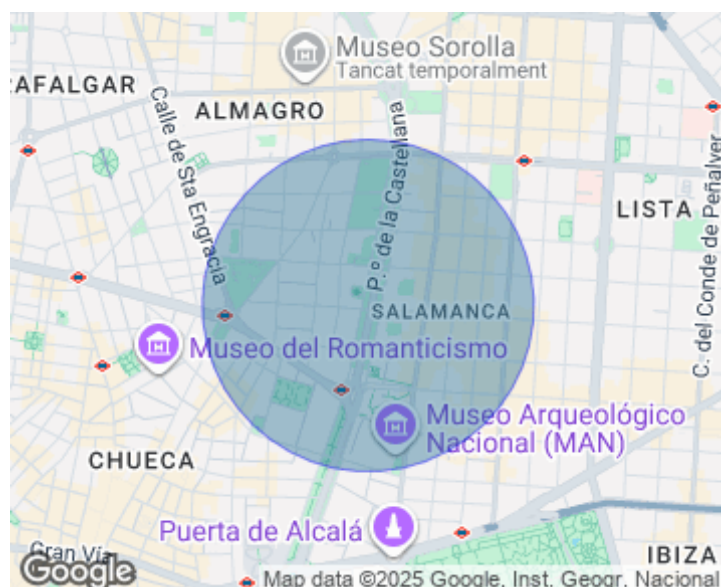 Museo Sorolla
Tancat temporalment
RAFALGAR
ALMAGRO
Calle de Sta Engracia
P.º de la Castellana
C. del Conde de Peñalver
LISTA
SALAMANCA
Museo del Romanticismo
Museo Arqueológico
Nacional (MAN)
CHUECA
Puerta de Alcalá
Gran Vía
IBIZA
Google
Map data ©2025 Google, Inst. Geogr. Nacional